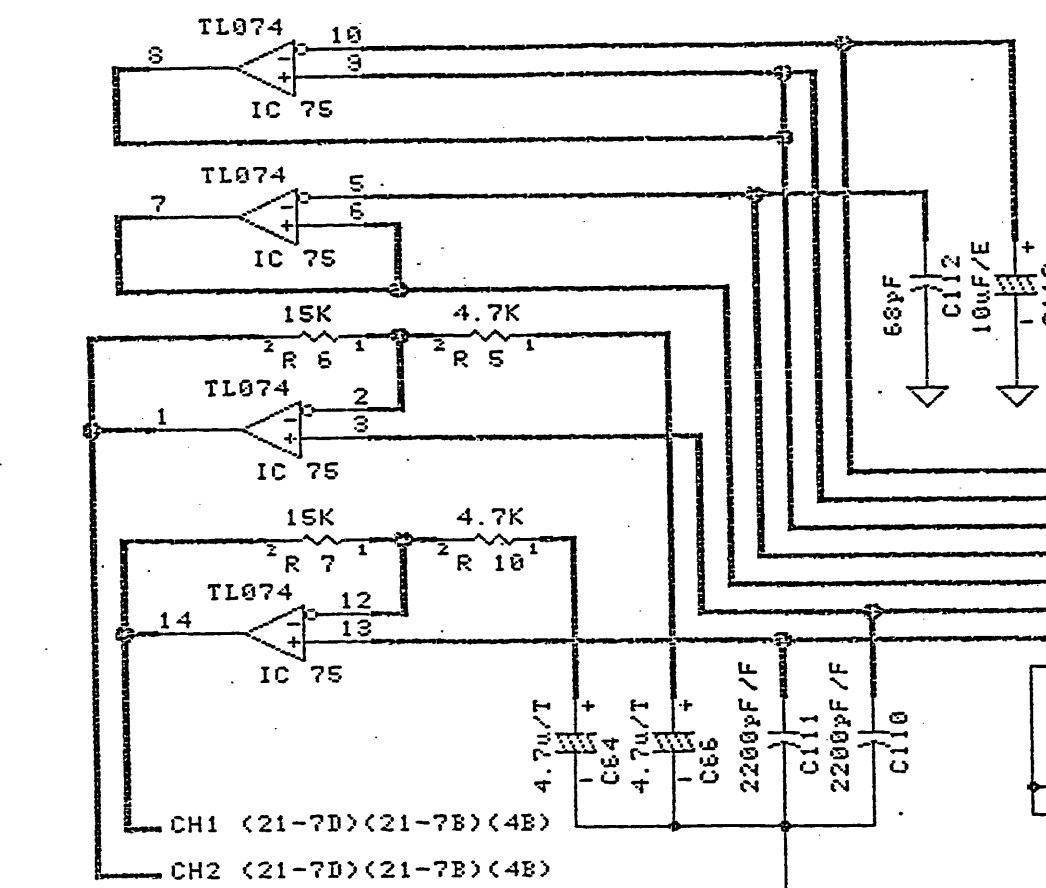 TL074
10
8
9
−
+
IC 75
TL074
5
7
6
−
+
IC 75
68pF
C112
10uF/E
+
−
15K
4.7K
2
1
2
1
R 6
R 5
TL074
2
1
3
−
+
IC 75
15K
4.7K
2
1
2
1
R 7
R 10
TL074
12
14
13
−
+
IC 75
4.7u/T
+
−
C64
4.7u/T
+
−
C66
2200pF/F
C111
2200pF/F
C110
CH1 (21-7D)(21-7B)(4B)
CH2 (21-7D)(21-7B)(4B)